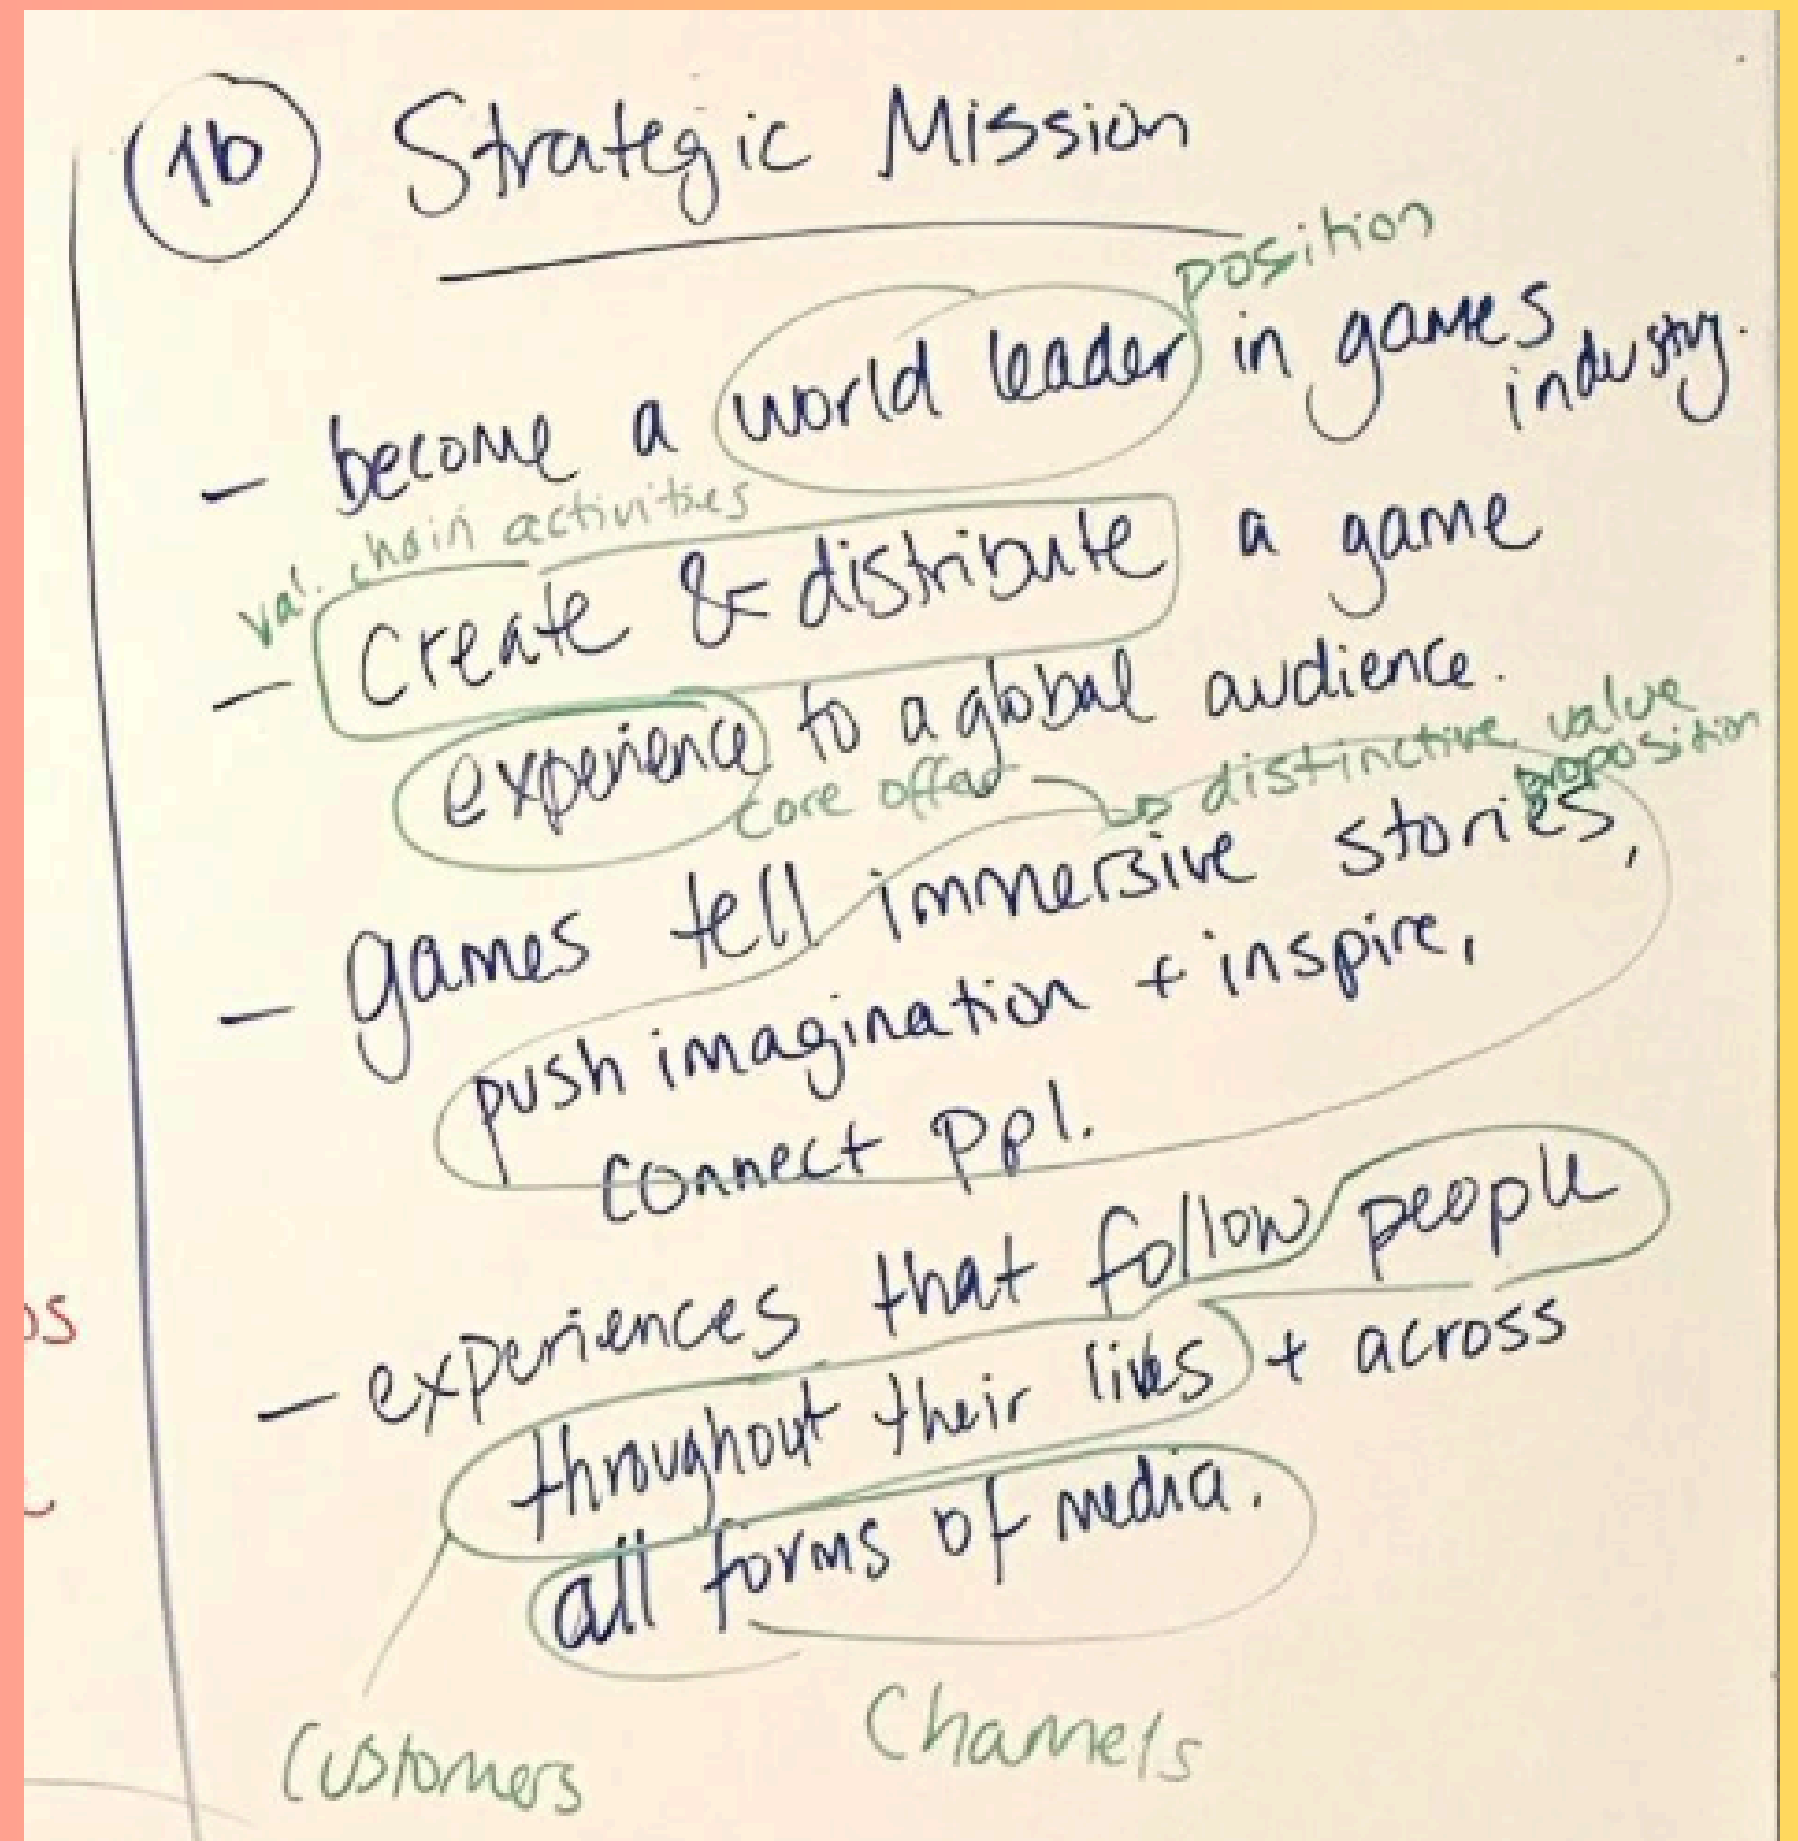 1b Strategic Mission
position
- become a world leader in games
industry.
val. chain activities
- Create & distribute a game
experience to a global audience.
core offer → distinctive value
proposition
- games tell immersive stories,
push imagination + inspire,
connect ppl.
- experiences that follow people
throughout their lives + across
all forms of media.
Customers
Channels